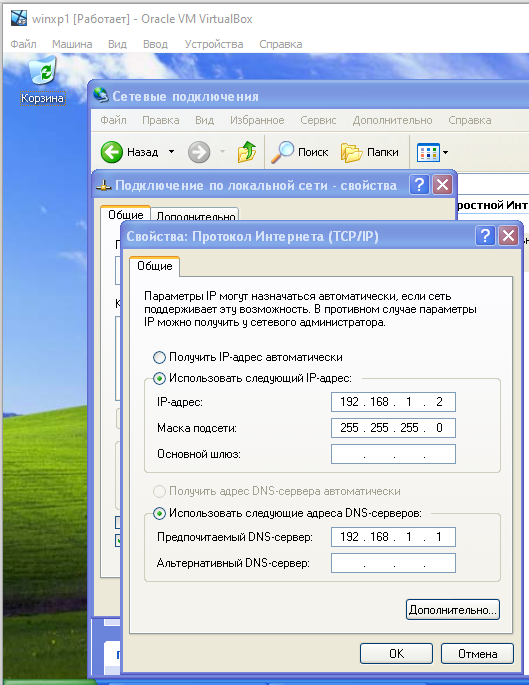 winxp1 [Работает] - Oracle VM VirtualBox
Файл Машина Вид Ввод Устройства Справка
Корзина
Сетевые подключения
Файл Правка Вид Избранное Сервис Дополнительно Справка
Назад Поиск Папки
Подключение по локальной сети - свойства
Общие Дополнительно
Свойства: Протокол Интернета (TCP/IP)
Общие
Параметры IP могут назначаться автоматически, если сеть
поддерживает эту возможность. В противном случае параметры
IP можно получить у сетевого администратора.
Получить IP-адрес автоматически
Использовать следующий IP-адрес:
IP-адрес: 192 . 168 . 1 . 2
Маска подсети: 255 . 255 . 255 . 0
Основной шлюз: . . .
Получить адрес DNS-сервера автоматически
Использовать следующие адреса DNS-серверов:
Предпочитаемый DNS-сервер: 192 . 168 . 1 . 1
Альтернативный DNS-сервер: . . .
Дополнительно...
OK Отмена